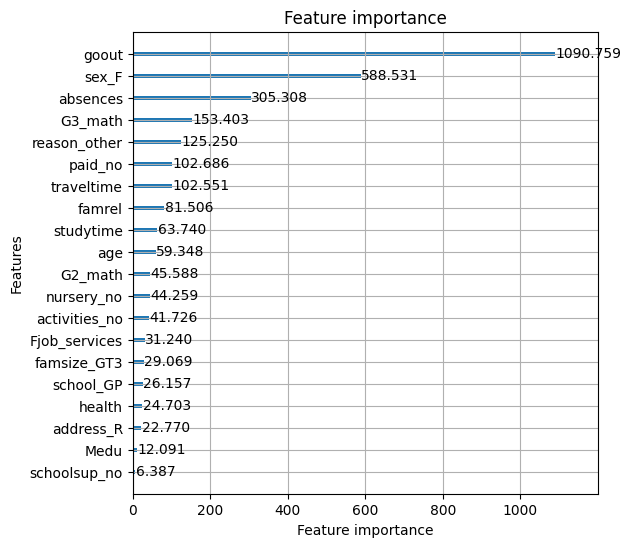 Feature importance
goout 1090.759
sex_F 588.531
absences 305.308
G3_math 153.403
reason_other 125.250
paid_no 102.686
traveltime 102.551
famrel 81.506
studytime 63.740
age 59.348
G2_math 45.588
nursery_no 44.259
activities_no 41.726
Fjob_services 31.240
famsize_GT3 29.069
school_GP 26.157
health 24.703
address_R 22.770
Medu 12.091
schoolsup_no 6.387
Features
0 200 400 600 800 1000
Feature importance